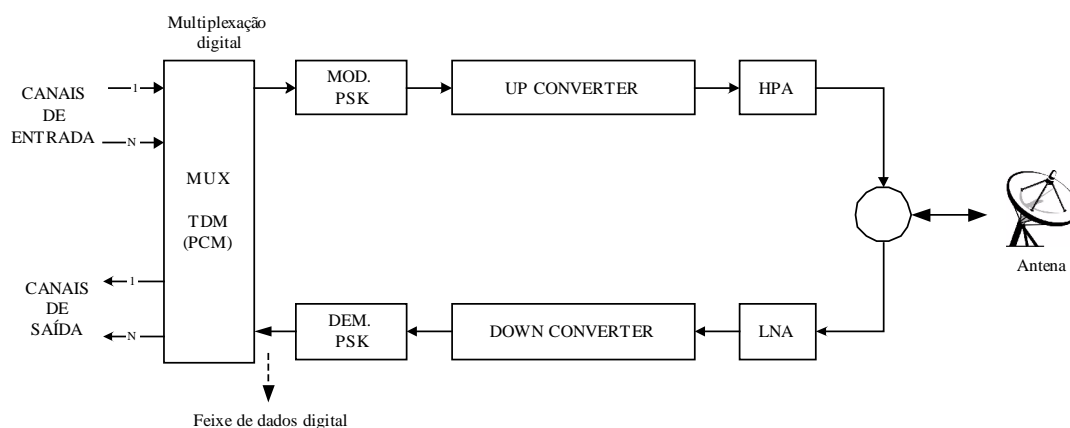 Multiplexação
digital
CANAIS
DE
ENTRADA
1
N
MUX
TDM
(PCM)
MOD.
PSK
UP CONVERTER
HPA
Antena
CANAIS
DE
SAÍDA
1
N
DEM.
PSK
DOWN CONVERTER
LNA
Feixe de dados digital